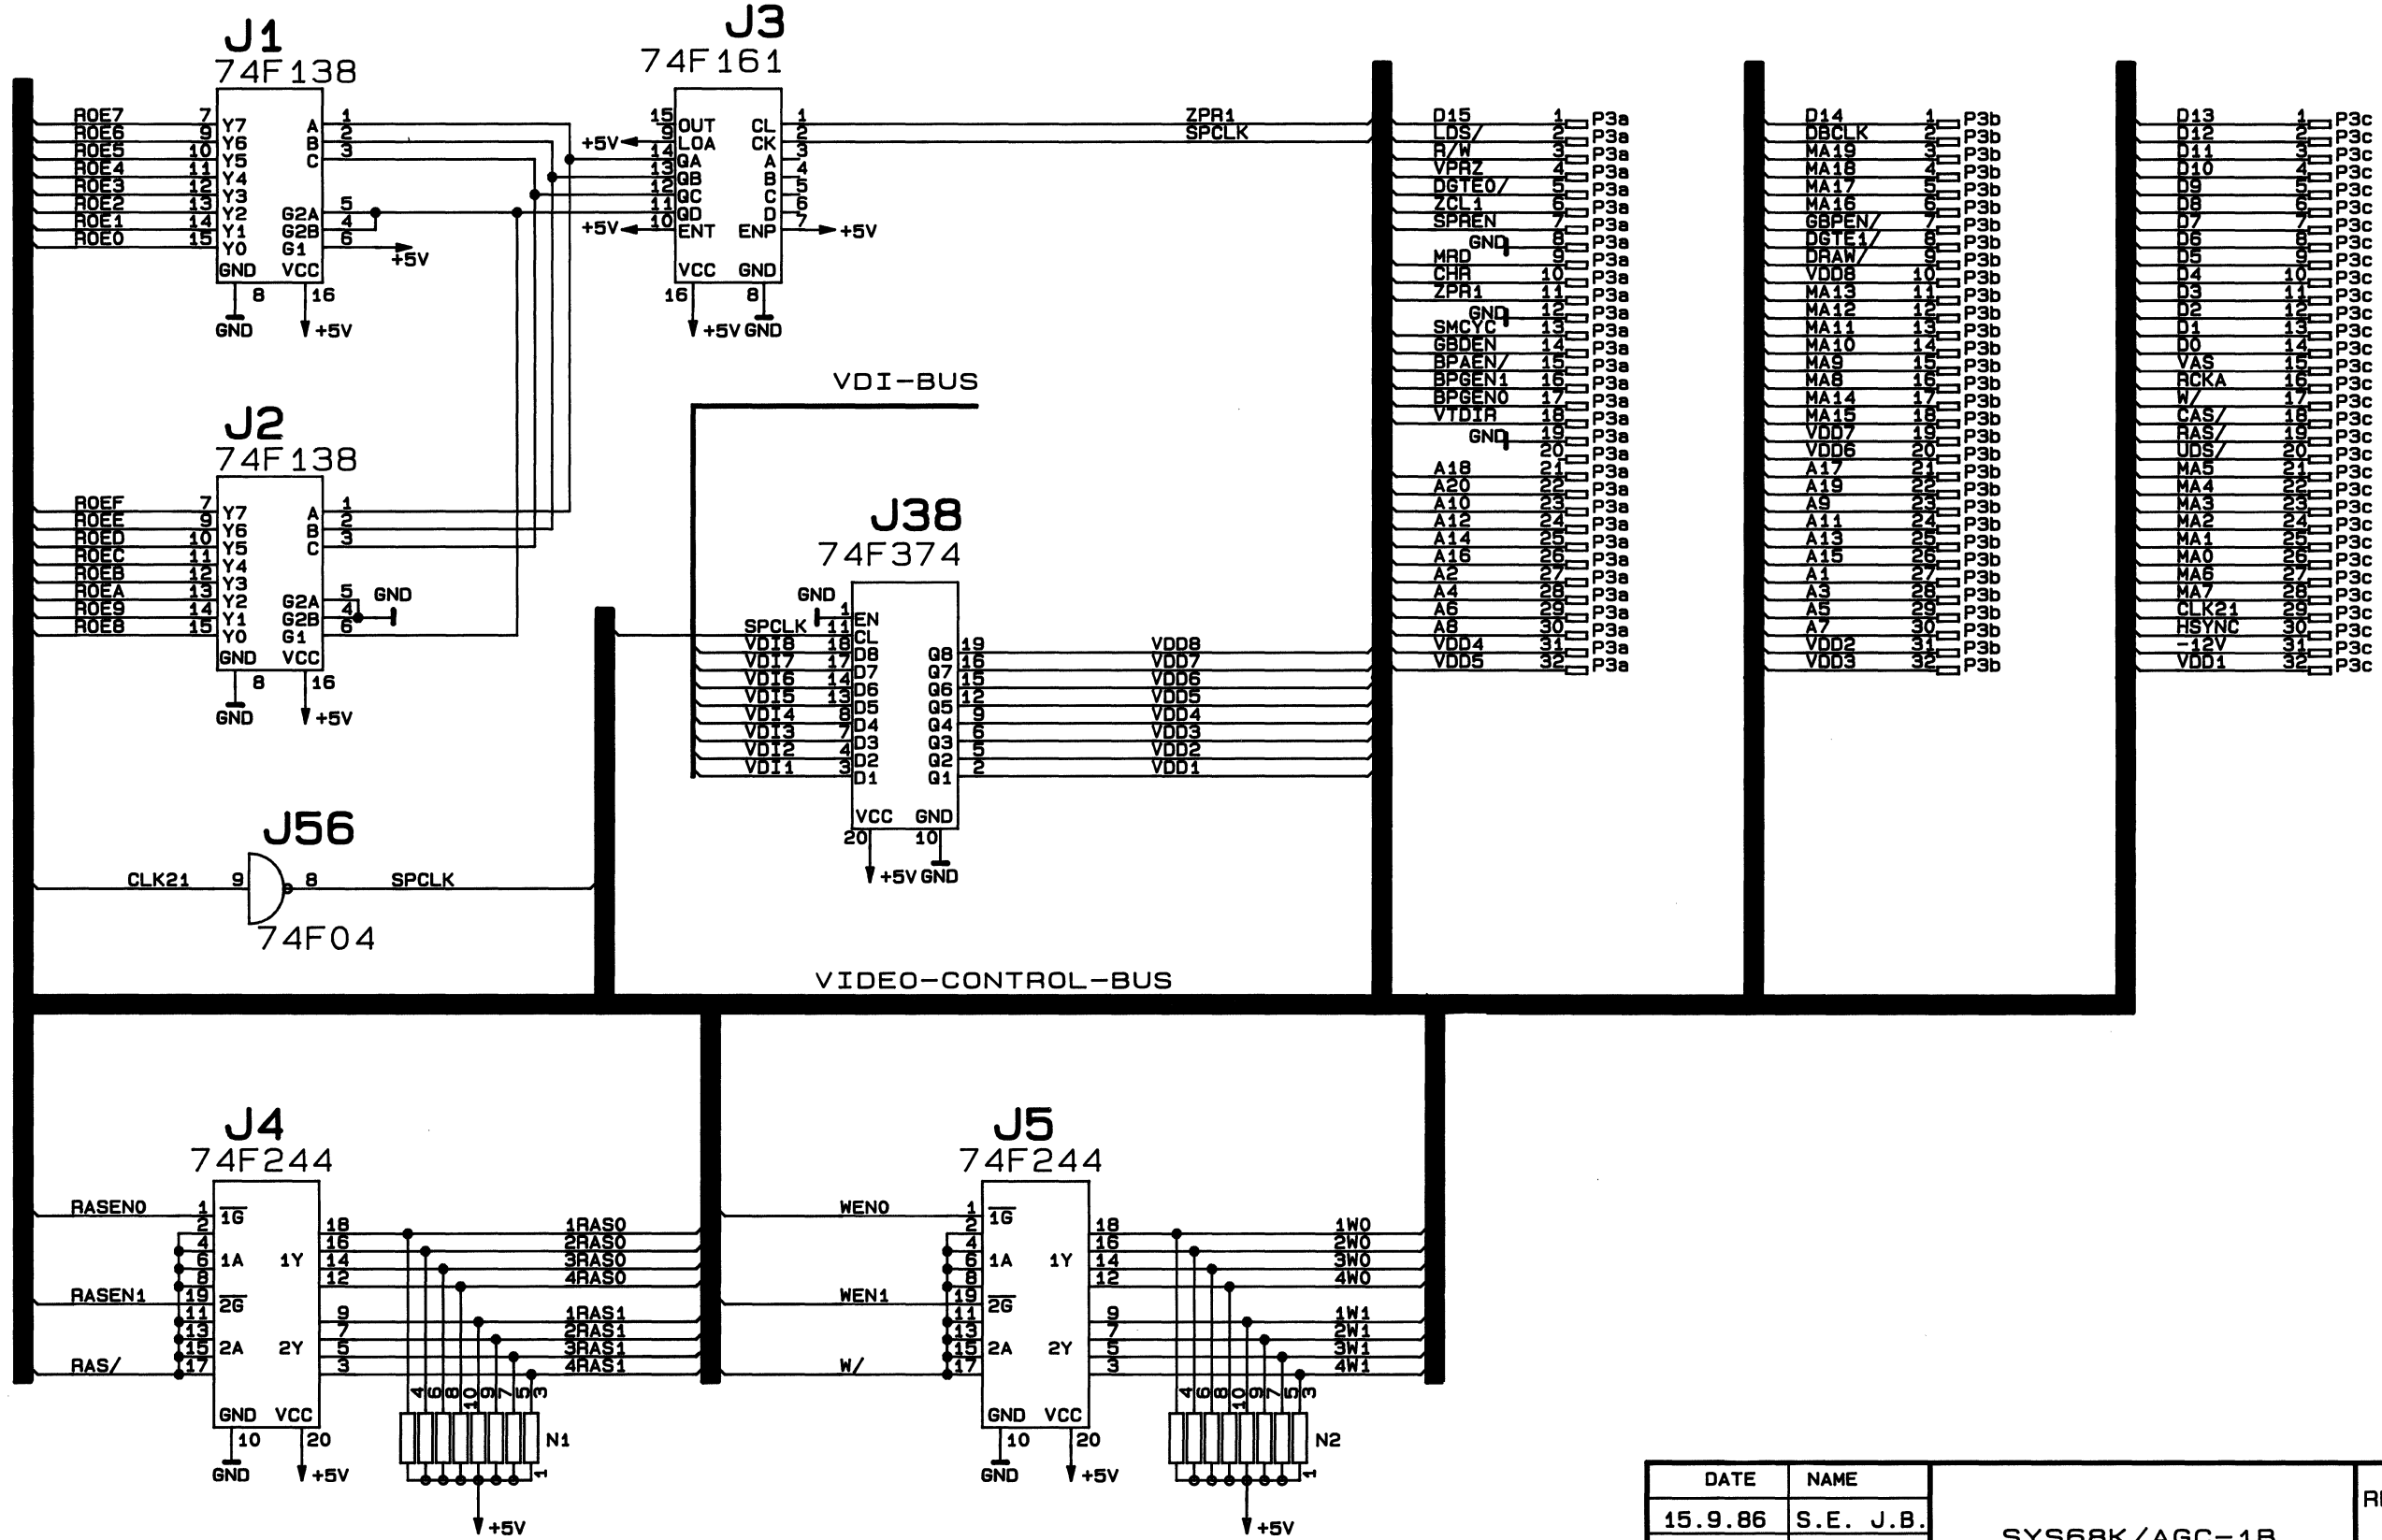 J1
74F138
ROE7 7 Y7 A 1
ROE6 9 Y6 B 2
ROE5 10 Y5 C 3
ROE4 11 Y4
ROE3 12 Y3
ROE2 13 Y2 G2A 5
ROE1 14 Y1 G2B 4
ROE0 15 Y0 G1 6
+5V
GND VCC
8 16
GND +5V
J3
74F161
15 OUT CL 1 ZPR1
+5V 9 LOA CK 2 SPCLK
14 QA A 3
13 QB B 4
12 QC C 5
11 QD D 6
+5V 10 ENT ENP 7 +5V
VCC GND
16 8
+5V GND
J2
74F138
ROEF 7 Y7 A 1
ROEE 9 Y6 B 2
ROED 10 Y5 C 3
ROEC 11 Y4
ROEB 12 Y3
ROEA 13 Y2 G2A 5 GND
ROE9 14 Y1 G2B 4
ROE8 15 Y0 G1 6
GND VCC
8 16
GND +5V
VDI-BUS
J38
74F374
GND 1 EN
SPCLK 11 CL
VDI8 18 D8 Q8 19 VDD8
VDI7 17 D7 Q7 16 VDD7
VDI6 14 D6 Q6 15 VDD6
VDI5 13 D5 Q5 12 VDD5
VDI4 8 D4 Q4 9 VDD4
VDI3 7 D3 Q3 6 VDD3
VDI2 4 D2 Q2 5 VDD2
VDI1 3 D1 Q1 2 VDD1
VCC GND
20 10
+5V GND
J56
CLK21 9 8 SPCLK
74F04
VIDEO-CONTROL-BUS
D15 1 P3a
LDS/ 2 P3a
R/W 3 P3a
VPRZ 4 P3a
DGTE0/ 5 P3a
ZCL1 6 P3a
SPREN 7 P3a
GND 8 P3a
MRD 9 P3a
CHR 10 P3a
ZPR1 11 P3a
GND 12 P3a
SMCYC 13 P3a
GBDEN 14 P3a
BPAEN/ 15 P3a
BPGEN1 16 P3a
BPGEN0 17 P3a
VTDIR 18 P3a
GND 19 P3a
20 P3a
A18 21 P3a
A20 22 P3a
A10 23 P3a
A12 24 P3a
A14 25 P3a
A16 26 P3a
A2 27 P3a
A4 28 P3a
A6 29 P3a
A8 30 P3a
VDD4 31 P3a
VDD5 32 P3a
D14 1 P3b
DBCLK 2 P3b
MA19 3 P3b
MA18 4 P3b
MA17 5 P3b
MA16 6 P3b
GBPEN/ 7 P3b
DGTE1/ 8 P3b
DRAW/ 9 P3b
VDD8 10 P3b
MA13 11 P3b
MA12 12 P3b
MA11 13 P3b
MA10 14 P3b
MA9 15 P3b
MA8 16 P3b
MA14 17 P3b
MA15 18 P3b
VDD7 19 P3b
VDD6 20 P3b
A17 21 P3b
A19 22 P3b
A9 23 P3b
A11 24 P3b
A13 25 P3b
A15 26 P3b
A1 27 P3b
A3 28 P3b
A5 29 P3b
A7 30 P3b
VDD2 31 P3b
VDD3 32 P3b
D13 1 P3c
D12 2 P3c
D11 3 P3c
D10 4 P3c
D9 5 P3c
D8 6 P3c
D7 7 P3c
D6 8 P3c
D5 9 P3c
D4 10 P3c
D3 11 P3c
D2 12 P3c
D1 13 P3c
D0 14 P3c
VAS 15 P3c
RCKA 16 P3c
W/ 17 P3c
CAS/ 18 P3c
RAS/ 19 P3c
UDS/ 20 P3c
MA5 21 P3c
MA4 22 P3c
MA3 23 P3c
MA2 24 P3c
MA1 25 P3c
MA0 26 P3c
MA6 27 P3c
MA7 28 P3c
CLK21 29 P3c
HSYNC 30 P3c
-12V 31 P3c
VDD1 32 P3c
J4
74F244
RASEN0 1 1G
2 18 1RAS0
4 16 2RAS0
6 1A 1Y 14 3RAS0
8 12 4RAS0
RASEN1 19 2G
11 9 1RAS1
13 7 2RAS1
15 2A 2Y 5 3RAS1
RAS/ 17 3 4RAS1
4 6 8 10 9 7 5 3
GND VCC
10 20 N1
GND +5V 1
+5V
J5
74F244
WEN0 1 1G
2 18 1W0
4 16 2W0
6 1A 1Y 14 3W0
8 12 4W0
WEN1 19 2G
11 9 1W1
13 7 2W1
15 2A 2Y 5 3W1
W/ 17 3 4W1
4 6 8 10 9 7 5 3
GND VCC
10 20 N2
GND +5V 1
+5V
DATE NAME
15.9.86 S.E. J.B.
SYS68K/AGC-1B